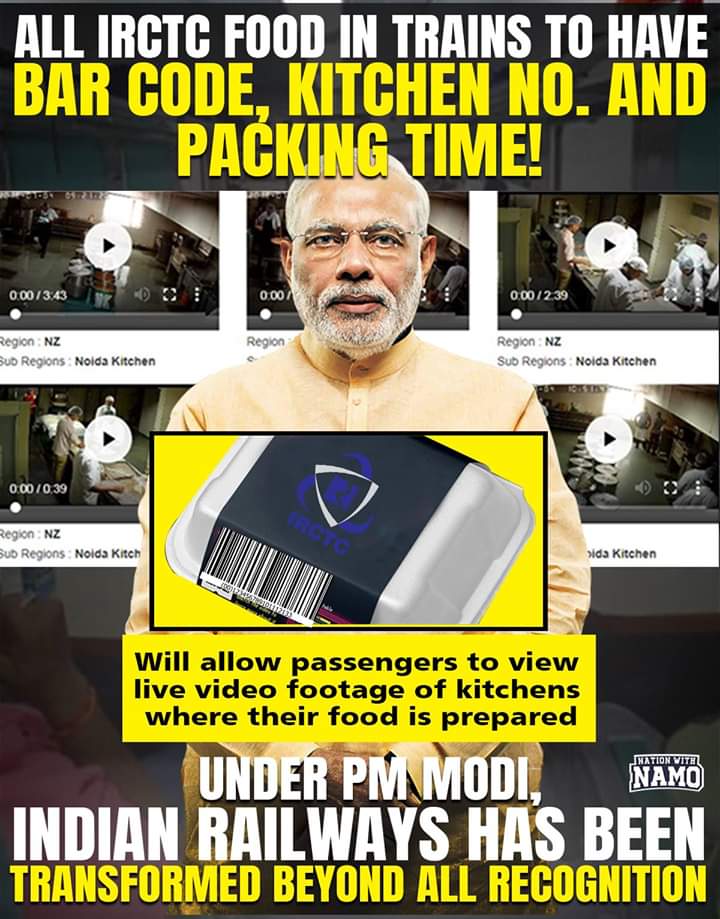 ALL IRCTC FOOD IN TRAINS TO HAVE
BAR CODE, KITCHEN NO. AND
PACKING TIME!
0:00 / 3:43
0:00 /
0:00 / 2:39
Region : NZ
Sub Regions : Noida Kitchen
Region :
Region : NZ
Sub Regions : Noida Kitchen
0:00 / 0:39
Region : NZ
Sub Regions : Noida Kitch
ida Kitchen
IRCTC
Will allow passengers to view
live video footage of kitchens
where their food is prepared
NATION WITH
NAMO
UNDER PM MODI,
INDIAN RAILWAYS HAS BEEN
TRANSFORMED BEYOND ALL RECOGNITION